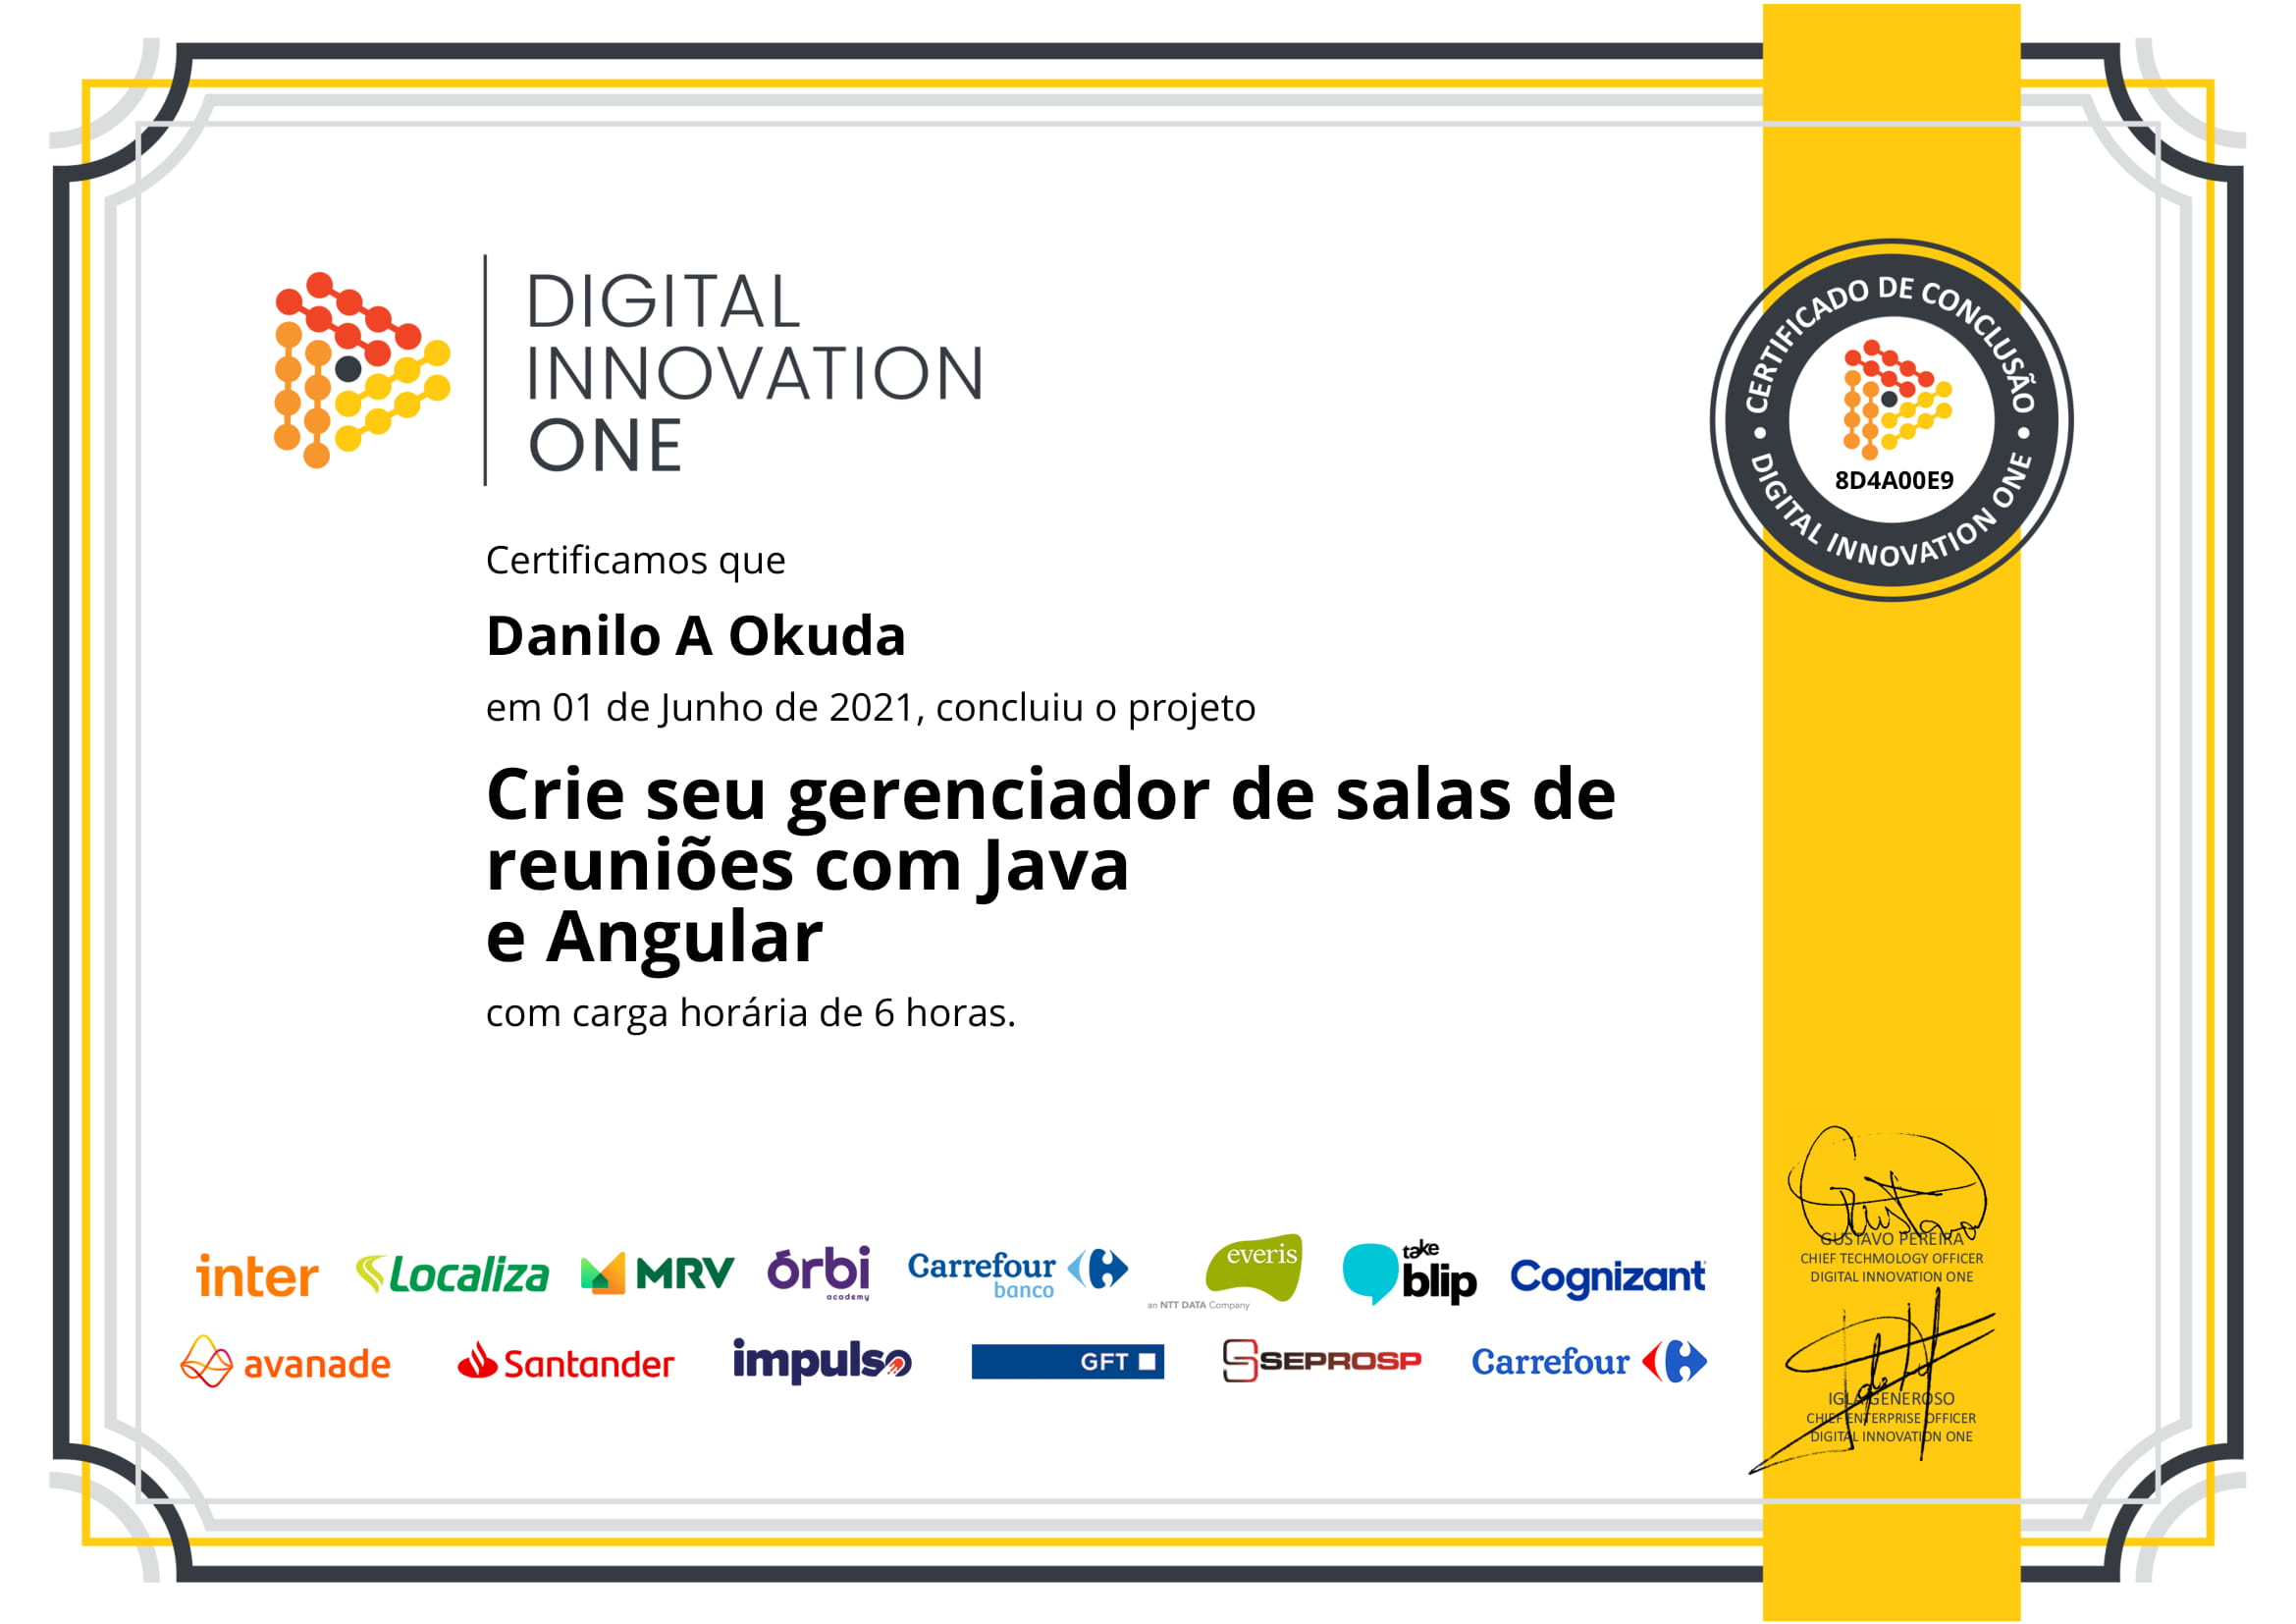 DIGITAL
INNOVATION
ONE
CERTIFICADO DE CONCLUSÃO
8D4A00E9
DIGITAL INNOVATION ONE
Certificamos que
Danilo A Okuda
em 01 de Junho de 2021, concluiu o projeto
Crie seu gerenciador de salas de
reuniões com Java
e Angular
com carga horária de 6 horas.
inter Localiza MRV órbi academy Carrefour banco everis an NTT DATA Company take blip Cognizant
avanade Santander impulso GFT SEPROSP Carrefour
Gustavo
GUSTAVO PEREIRA
CHIEF TECHMOLOGY OFFICER
DIGITAL INNOVATION ONE
IGLA GENEROSO
CHIEF ENTERPRISE OFFICER
DIGITAL INNOVATION ONE